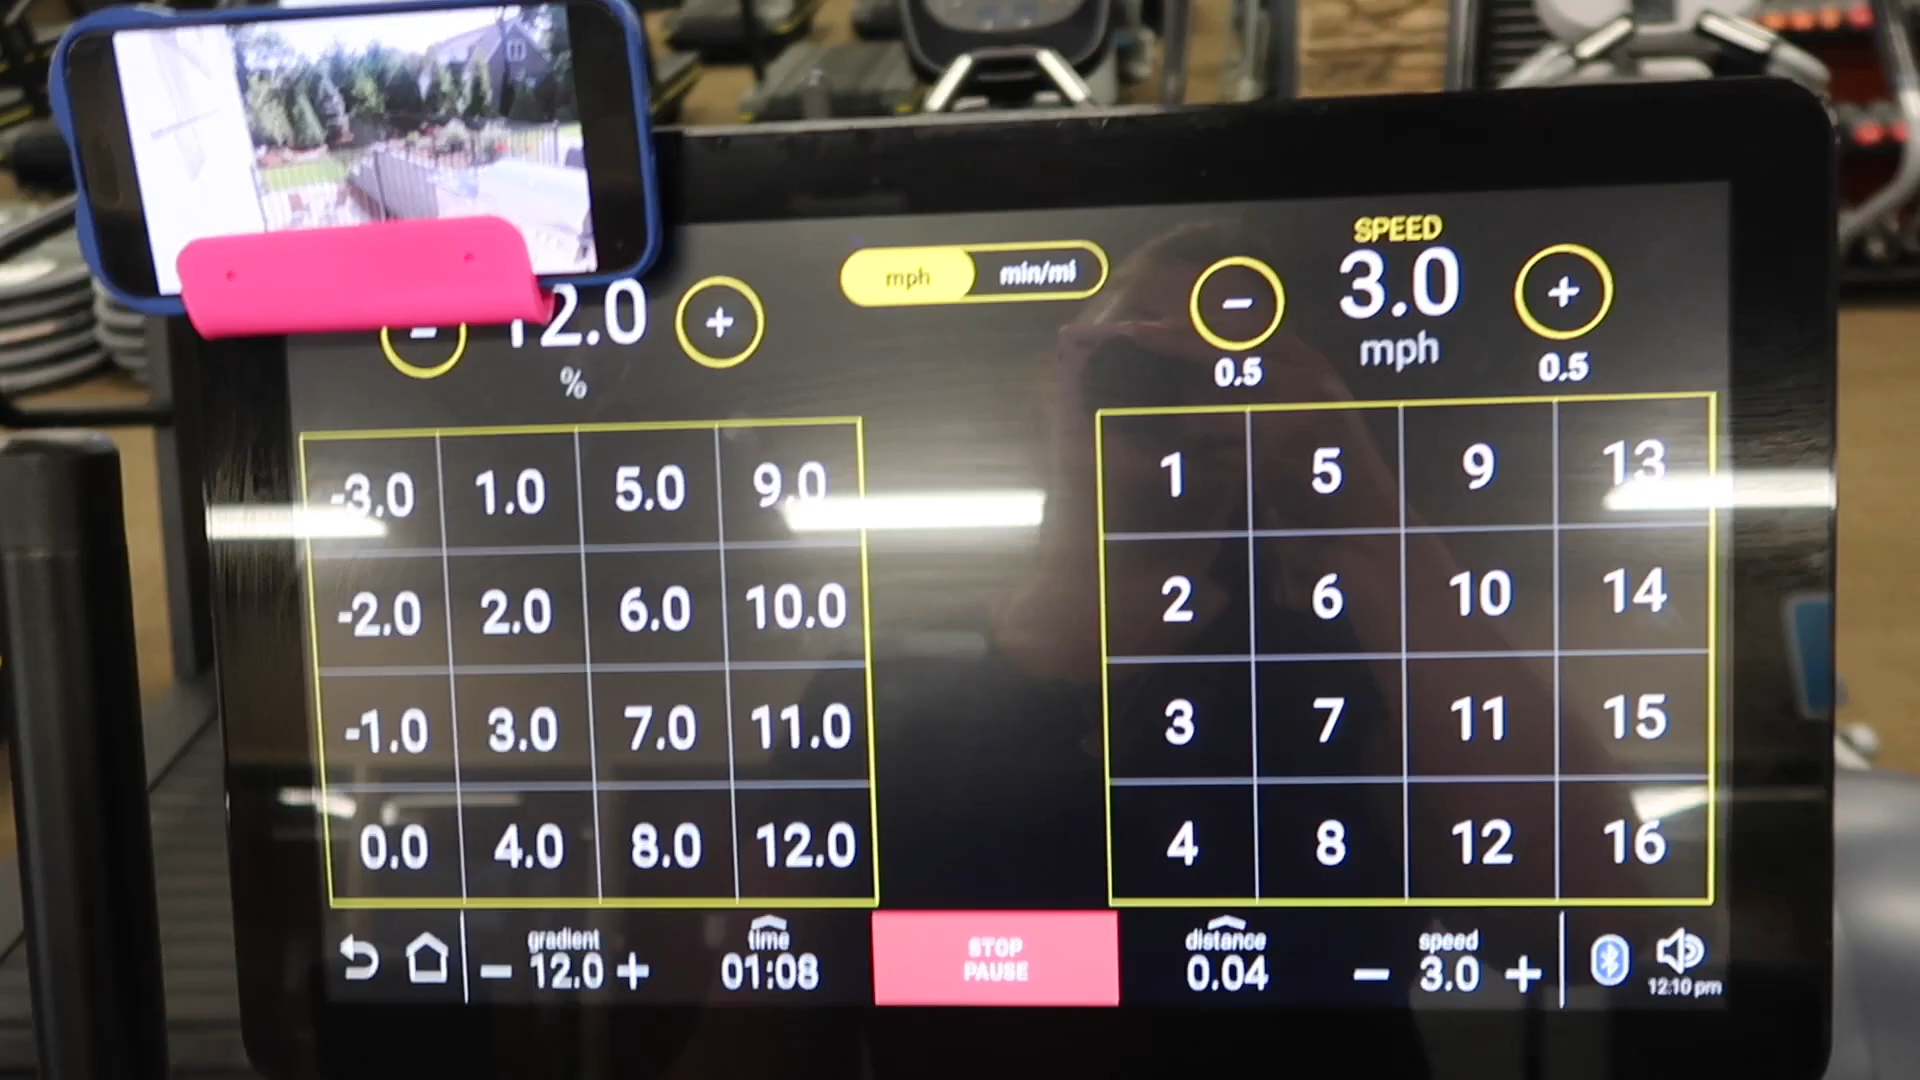 mph min/mi
SPEED
12.0 + − 3.0 +
% 0.5 mph 0.5
-3.0 1.0 5.0 9.0
-2.0 2.0 6.0 10.0
-1.0 3.0 7.0 11.0
0.0 4.0 8.0 12.0
1 5 9 13
2 6 10 14
3 7 11 15
4 8 12 16
gradient
− 12.0 +
time
01:08
STOP
PAUSE
distance
0.04
speed
− 3.0 +
12:10 pm